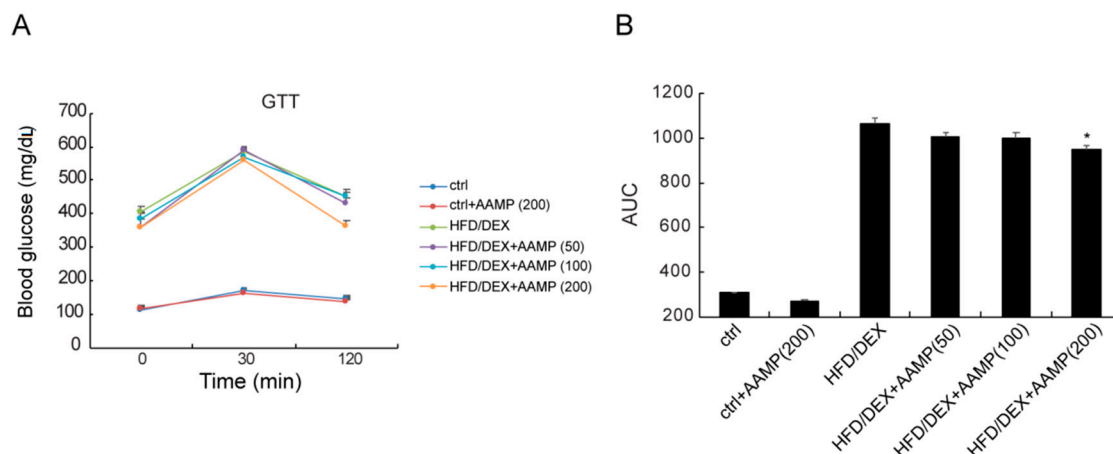 A
GTT
Blood glucose (mg/dL)
700
600
500
400
300
200
100
0
0
30
120
Time (min)
ctrl
ctrl+AAMP (200)
HFD/DEX
HFD/DEX+AAMP (50)
HFD/DEX+AAMP (100)
HFD/DEX+AAMP (200)
B
AUC
1200
1000
800
600
400
200
*
ctrl
ctrl+AAMP(200)
HFD/DEX
HFD/DEX+AAMP(50)
HFD/DEX+AAMP(100)
HFD/DEX+AAMP(200)